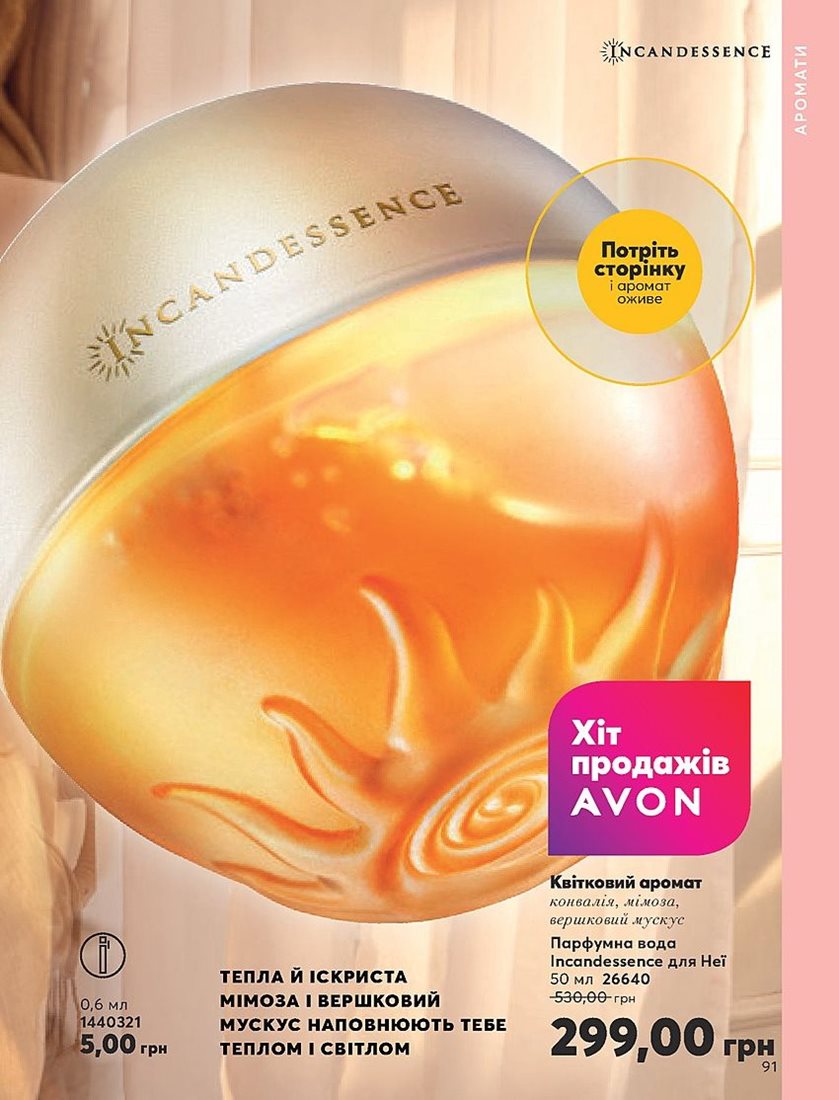 INCANDESSENCE
АРОМАТИ
INCANDESSENCE
Потріть
сторінку
і аромат
оживе
Хіт
продажів
AVON
Квітковий аромат
конвалія, мімоза,
вершковий мускус
Парфумна вода
Incandessence для Неї
50 мл 26640
530,00 грн
299,00 грн
0,6 мл
1440321
5,00 грн
ТЕПЛА Й ІСКРИСТА
МІМОЗА І ВЕРШКОВИЙ
МУСКУС НАПОВНЮЮТЬ ТЕБЕ
ТЕПЛОМ І СВІТЛОМ
91